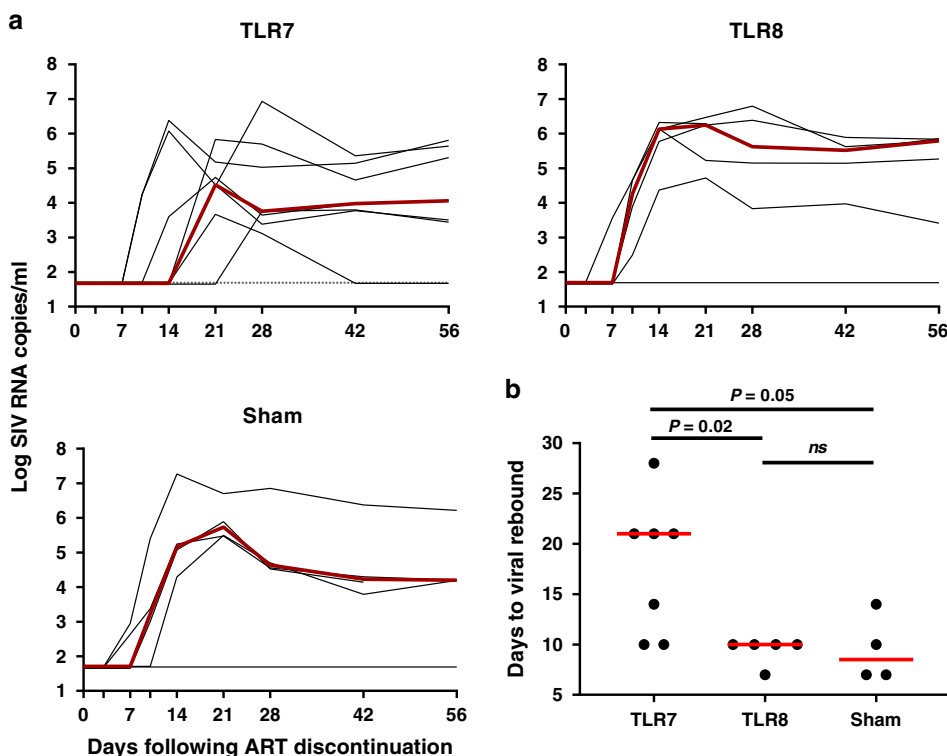 a
TLR7
TLR8
8
7
6
5
4
3
2
1
0 7 14 21 28 42 56
8
7
6
5
4
3
2
1
0 7 14 21 28 42 56
Log SIV RNA copies/ml
Sham
8
7
6
5
4
3
2
1
0 7 14 21 28 42 56
Days following ART discontinuation
b
P = 0.05
P = 0.02
ns
Days to viral rebound
30
25
20
15
10
5
TLR7 TLR8 Sham